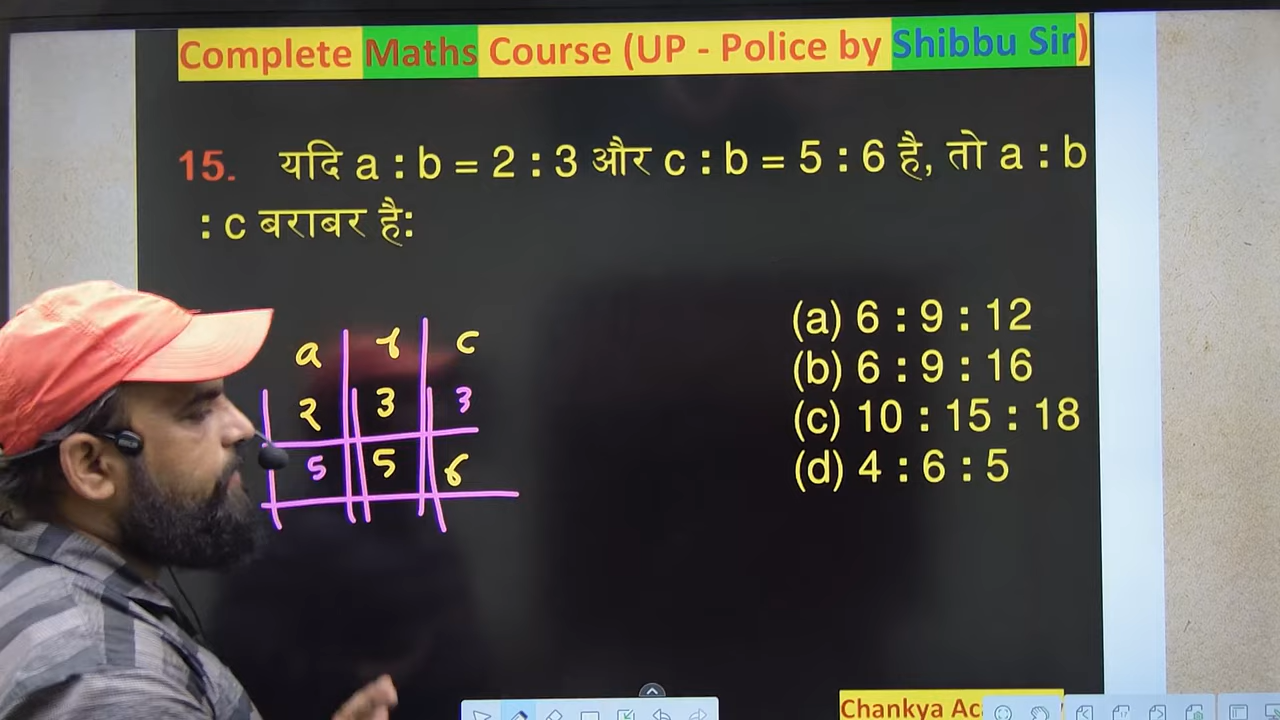 Complete Maths Course (UP - Police by Shibbu Sir)
15. यदि a : b = 2 : 3 और c : b = 5 : 6 है, तो a : b
: c बराबर है:
(a) 6 : 9 : 12
(b) 6 : 9 : 16
(c) 10 : 15 : 18
(d) 4 : 6 : 5
a b c
2 3 3
5 5 6
Chankya